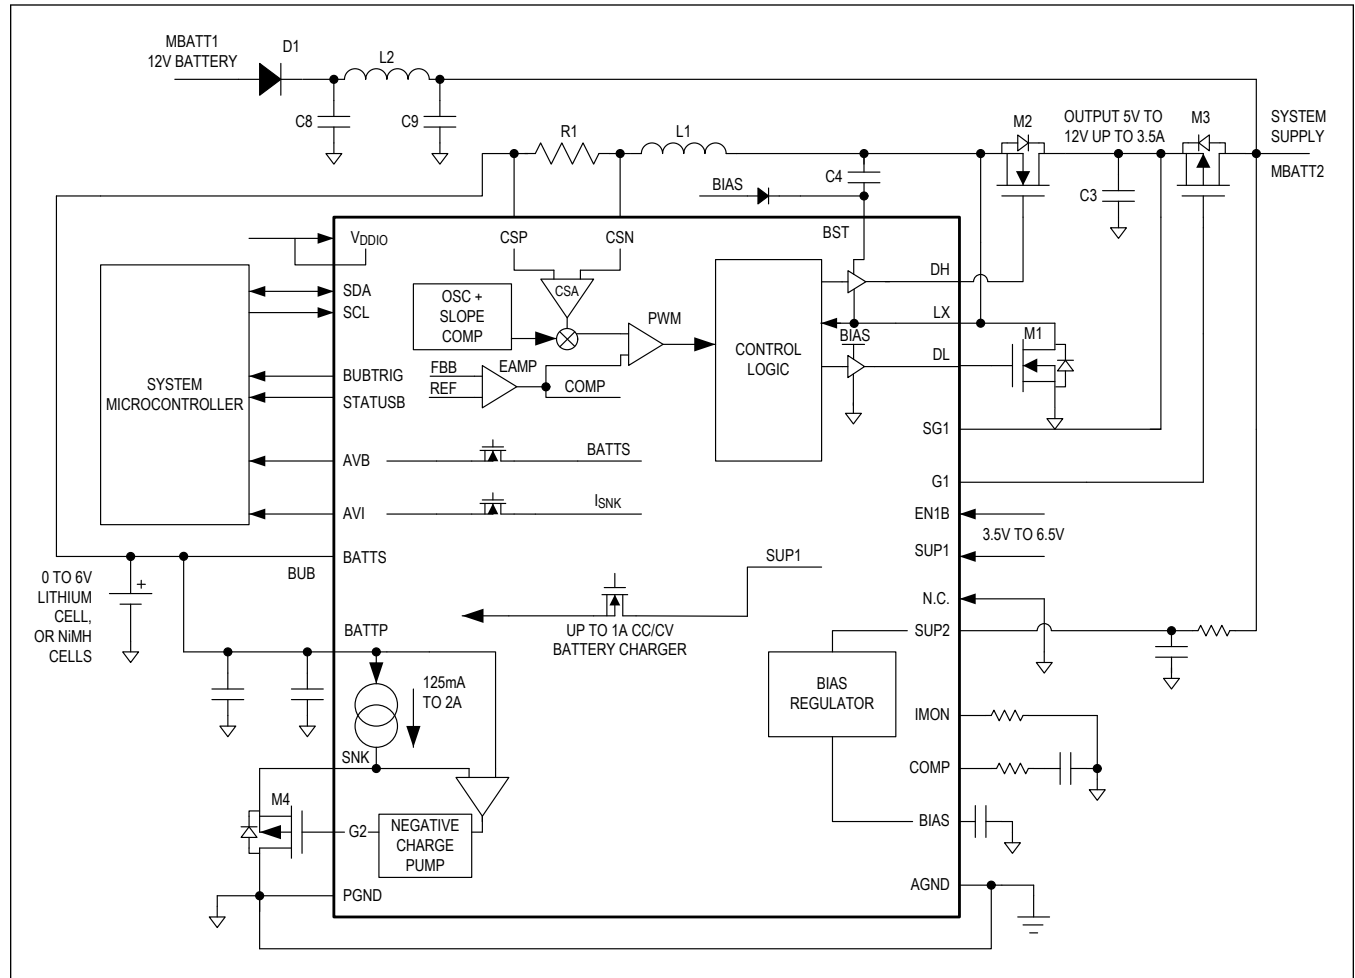 MBATT1
12V BATTERY
D1
L2
C8
C9
R1
L1
M2
OUTPUT 5V TO
12V UP TO 3.5A
M3
SYSTEM
SUPPLY
MBATT2
BIAS
C4
C3
VDDIO
CSP
CSN
BST
SDA
SCL
OSC +
SLOPE
COMP
CSA
PWM
CONTROL
LOGIC
DH
LX
BIAS
DL
M1
SYSTEM
MICROCONTROLLER
BUBTRIG
STATUSB
FBB
REF
EAMP
COMP
SG1
AVB
BATTS
G1
AVI
ISNK
EN1B
3.5V TO 6.5V
SUP1
BATTS
BUB
0 TO 6V
LITHIUM
CELL,
OR NiMH
CELLS
+
SUP1
UP TO 1A CC/CV
BATTERY CHARGER
N.C.
SUP2
BATTP
125mA
TO 2A
BIAS
REGULATOR
IMON
SNK
COMP
M4
G2
NEGATIVE
CHARGE
PUMP
BIAS
PGND
AGND